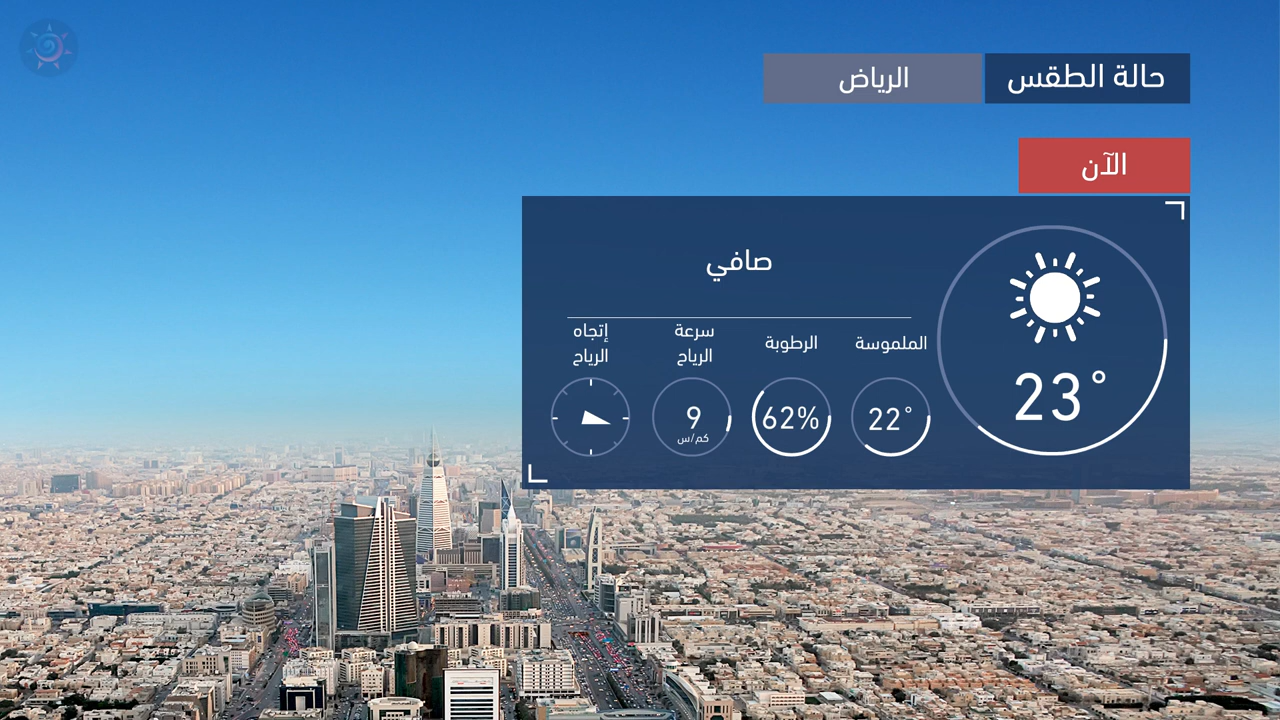 حالة الطقس
الرياض
الآن
صافي
23°
الملموسة
22°
الرطوبة
62%
سرعة
الرياح
9
كم/س
إتجاه
الرياح